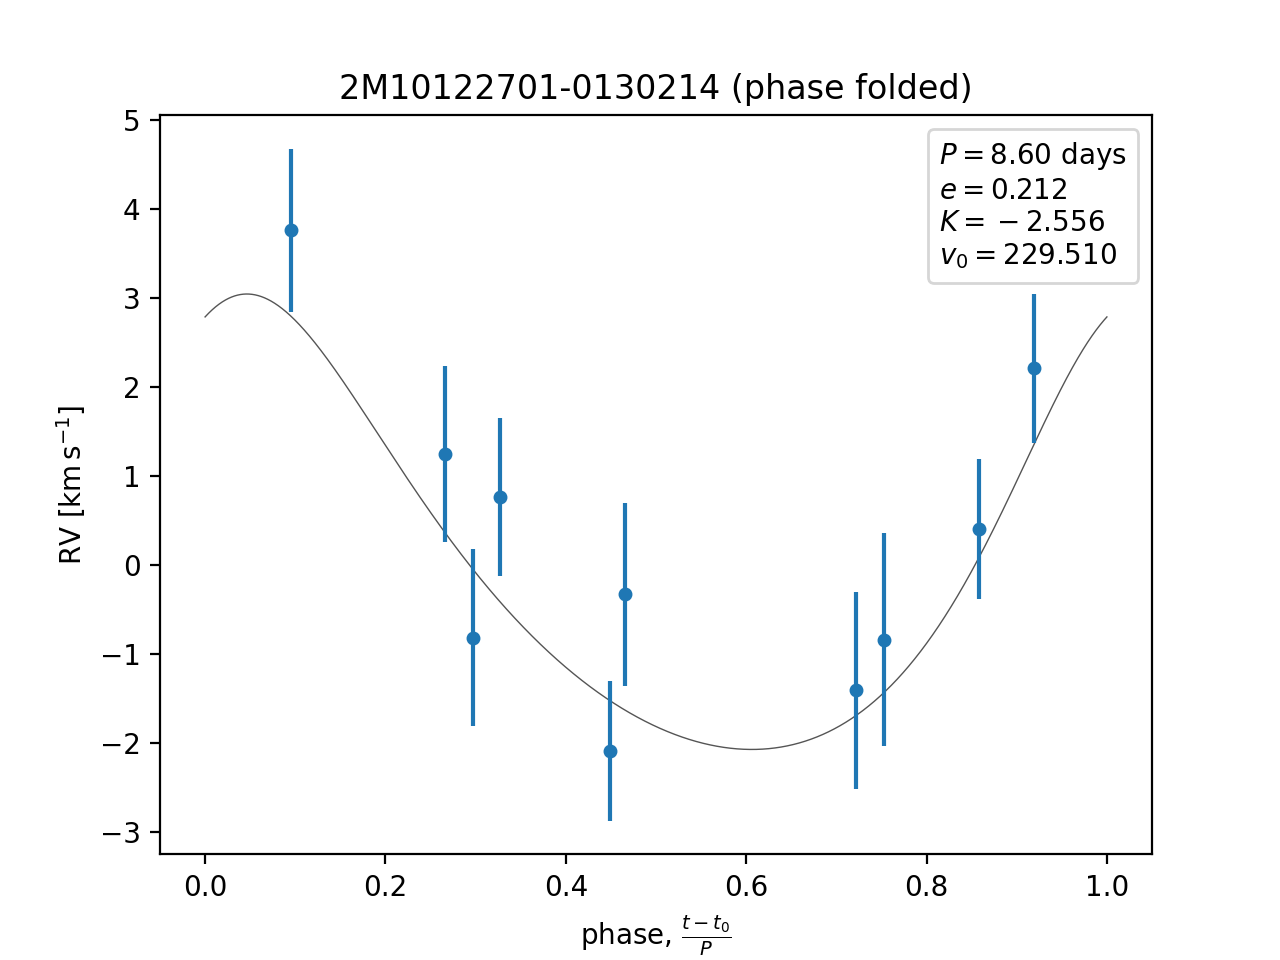 2M10122701-0130214 (phase folded)
P = 8.60 days
e = 0.212
K = −2.556
v₀ = 229.510
RV [km s⁻¹]
5
4
3
2
1
0
−1
−2
−3
0.0 0.2 0.4 0.6 0.8 1.0
phase, (t − t₀)/P